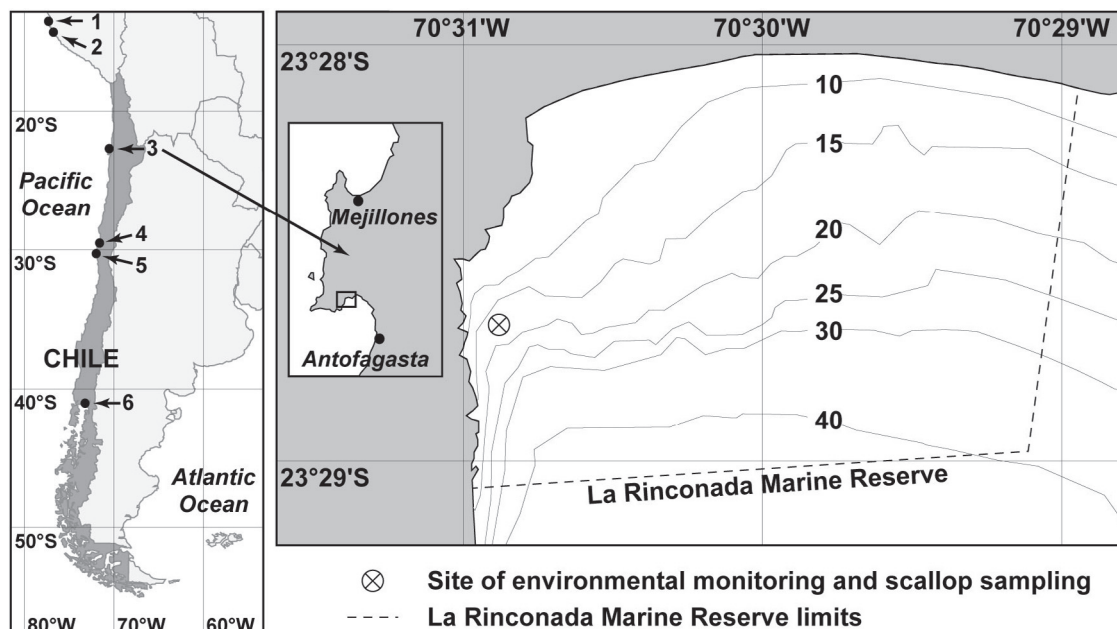 1
2
20°S
3
Pacific
Ocean
4
30°S
5
CHILE
40°S
6
Atlantic
Ocean
50°S
80°W 70°W 60°W
Mejillones
Antofagasta
70°31'W 70°30'W 70°29'W
23°28'S
10
15
20
25
30
40
23°29'S
La Rinconada Marine Reserve
Site of environmental monitoring and scallop sampling
La Rinconada Marine Reserve limits